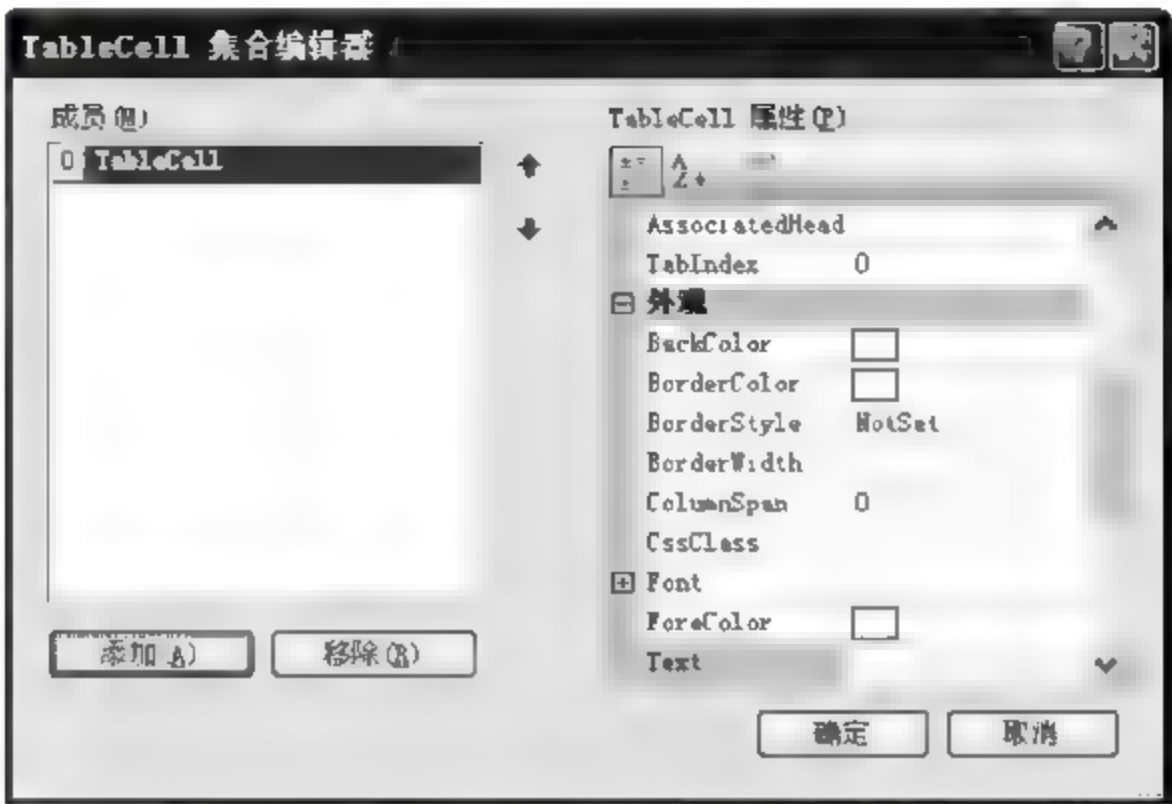 TableCell 集合编辑器
成员(M)
0 TableCell
添加(A)
移除(R)
TableCell 属性(P)
AssociatedHead
TabIndex 0
外观
BackColor
BorderColor
BorderStyle NotSet
BorderWidth
ColumnSpan 0
CssClass
Font
ForeColor
Text
确定
取消